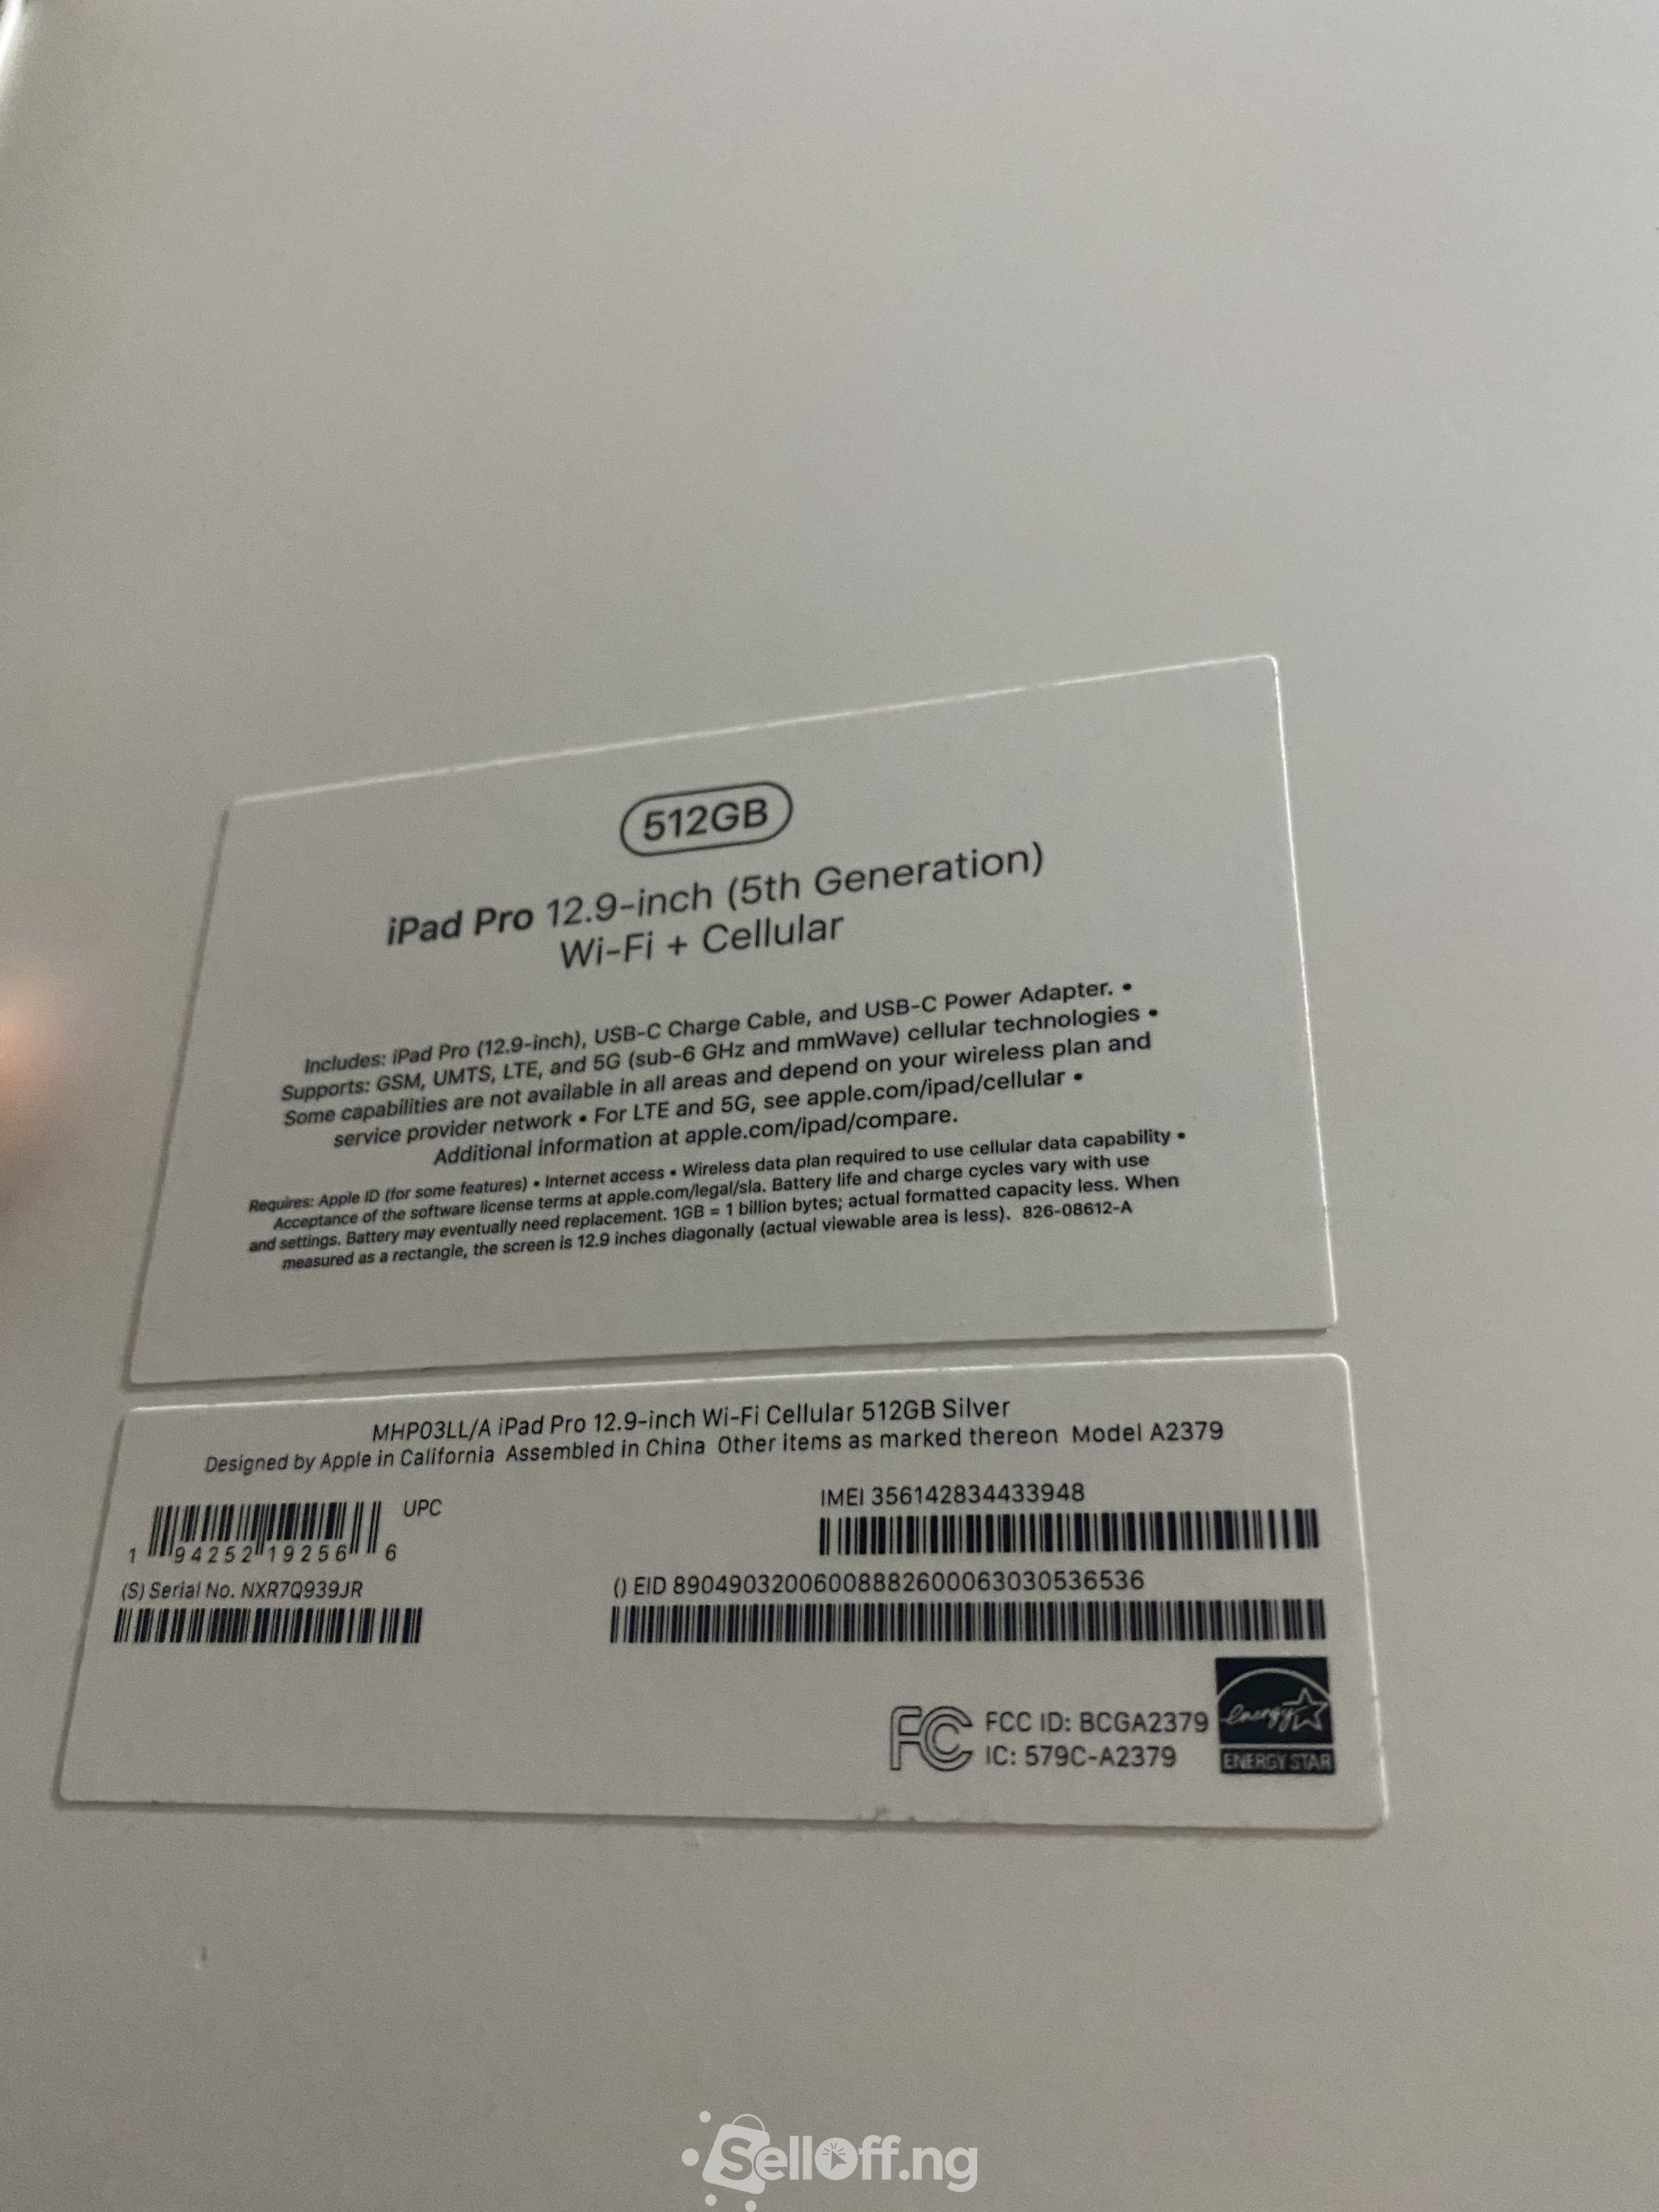 512GB
iPad Pro 12.9-inch (5th Generation)
Wi-Fi + Cellular
Includes: iPad Pro (12.9-inch), USB-C Charge Cable, and USB-C Power Adapter. •
Supports: GSM, UMTS, LTE, and 5G (sub-6 GHz and mmWave) cellular technologies •
Some capabilities are not available in all areas and depend on your wireless plan and
service provider network • For LTE and 5G, see apple.com/ipad/cellular •
Additional information at apple.com/ipad/compare.
Requires: Apple ID (for some features) • Internet access • Wireless data plan required to use cellular data capability •
Acceptance of the software license terms at apple.com/legal/sla. Battery life and charge cycles vary with use
and settings. Battery may eventually need replacement. 1GB = 1 billion bytes; actual formatted capacity less. When
measured as a rectangle, the screen is 12.9 inches diagonally (actual viewable area is less). 826-08612-A
MHP03LL/A iPad Pro 12.9-inch Wi-Fi Cellular 512GB Silver
Designed by Apple in California Assembled in China Other items as marked thereon Model A2379
UPC
1 94252 19256 6
IMEI 356142834433948
(S) Serial No. NXR7Q939JR
() EID 89049032006008882600063030536536
FC FCC ID: BCGA2379
IC: 579C-A2379
energy
ENERGY STAR
SellOff.ng